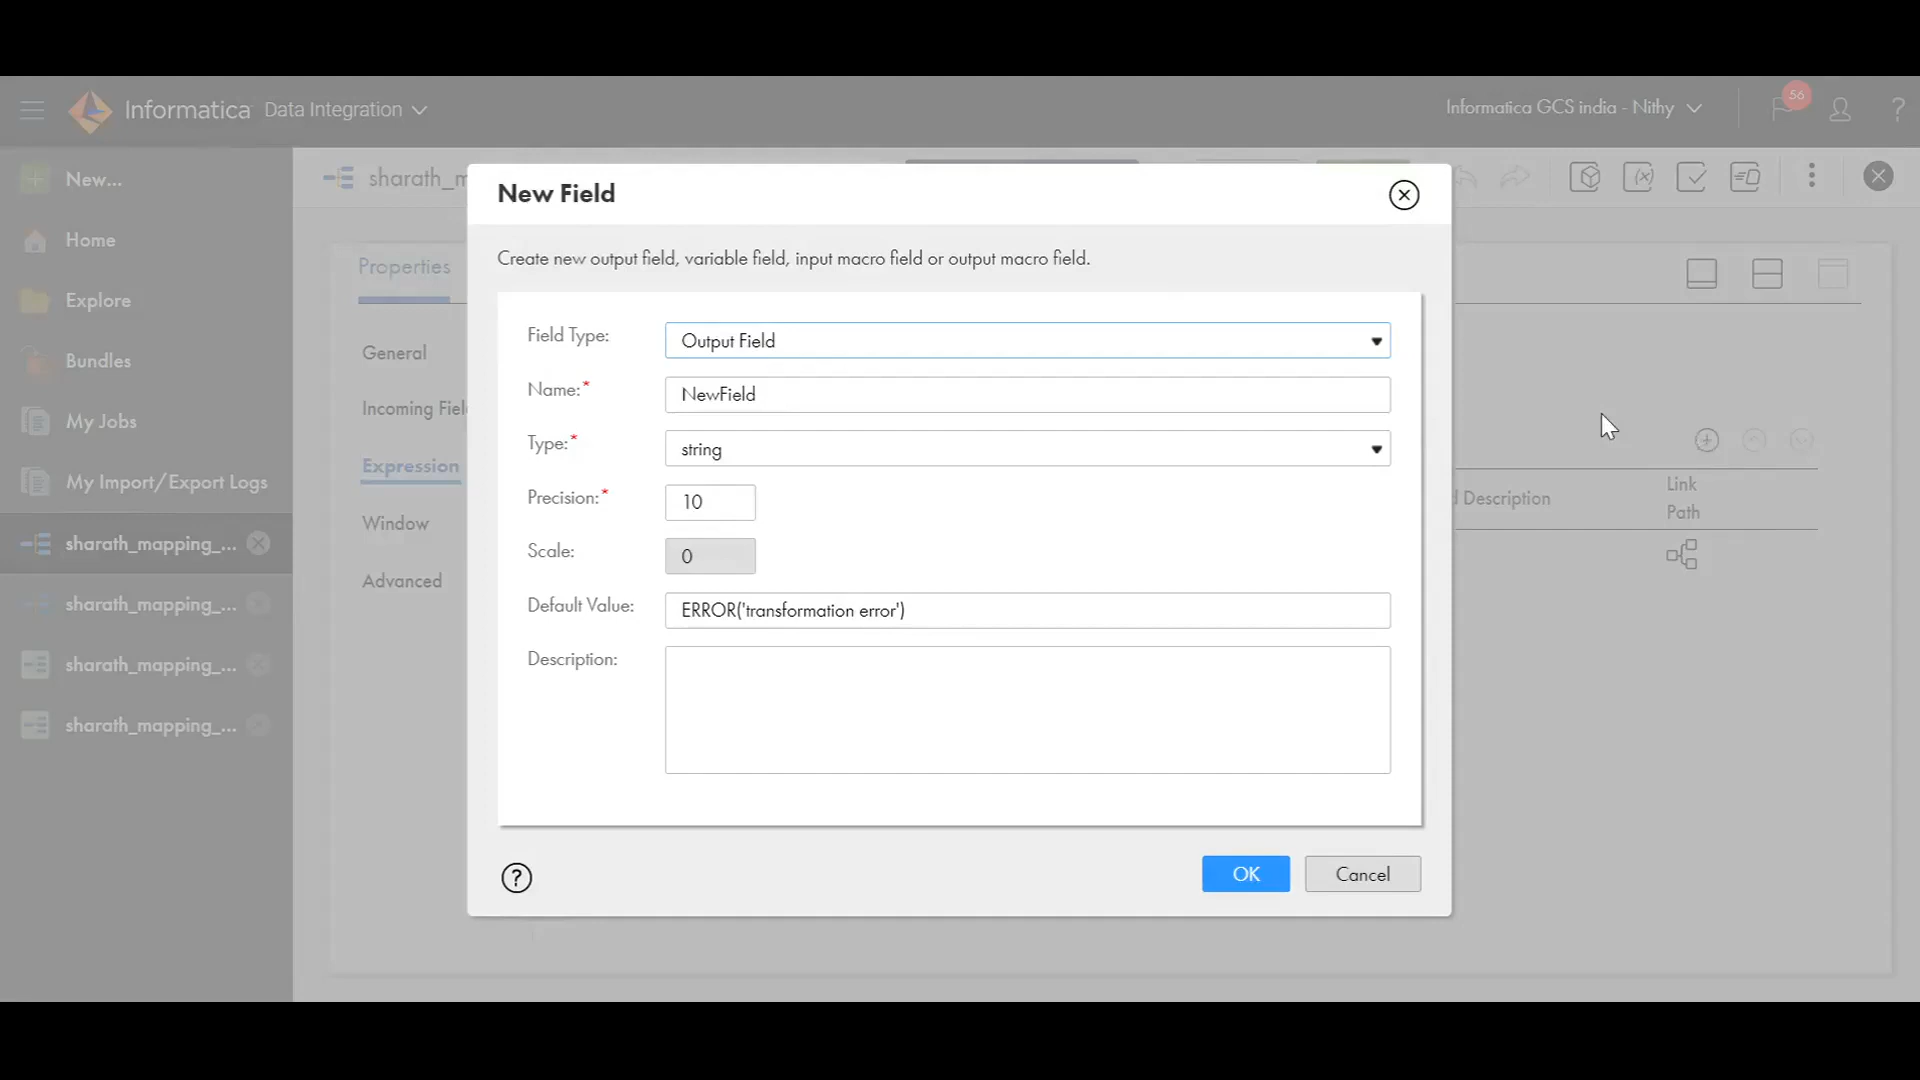 Informatica Data Integration
Informatica GCS india - Nithy
56
?
New...
Home
Explore
Bundles
My Jobs
My Import/Export Logs
sharath_mapping_...
sharath_mapping_...
sharath_mapping_...
sharath_mapping_...
sharath_m
Properties
General
Incoming Fiel
Expression
Window
Advanced
New Field
Create new output field, variable field, input macro field or output macro field.
Field Type: Output Field
Name:* NewField
Type:* string
Precision:* 10
Scale: 0
Default Value: ERROR('transformation error')
Description:
?
OK Cancel
Description
Link
Path